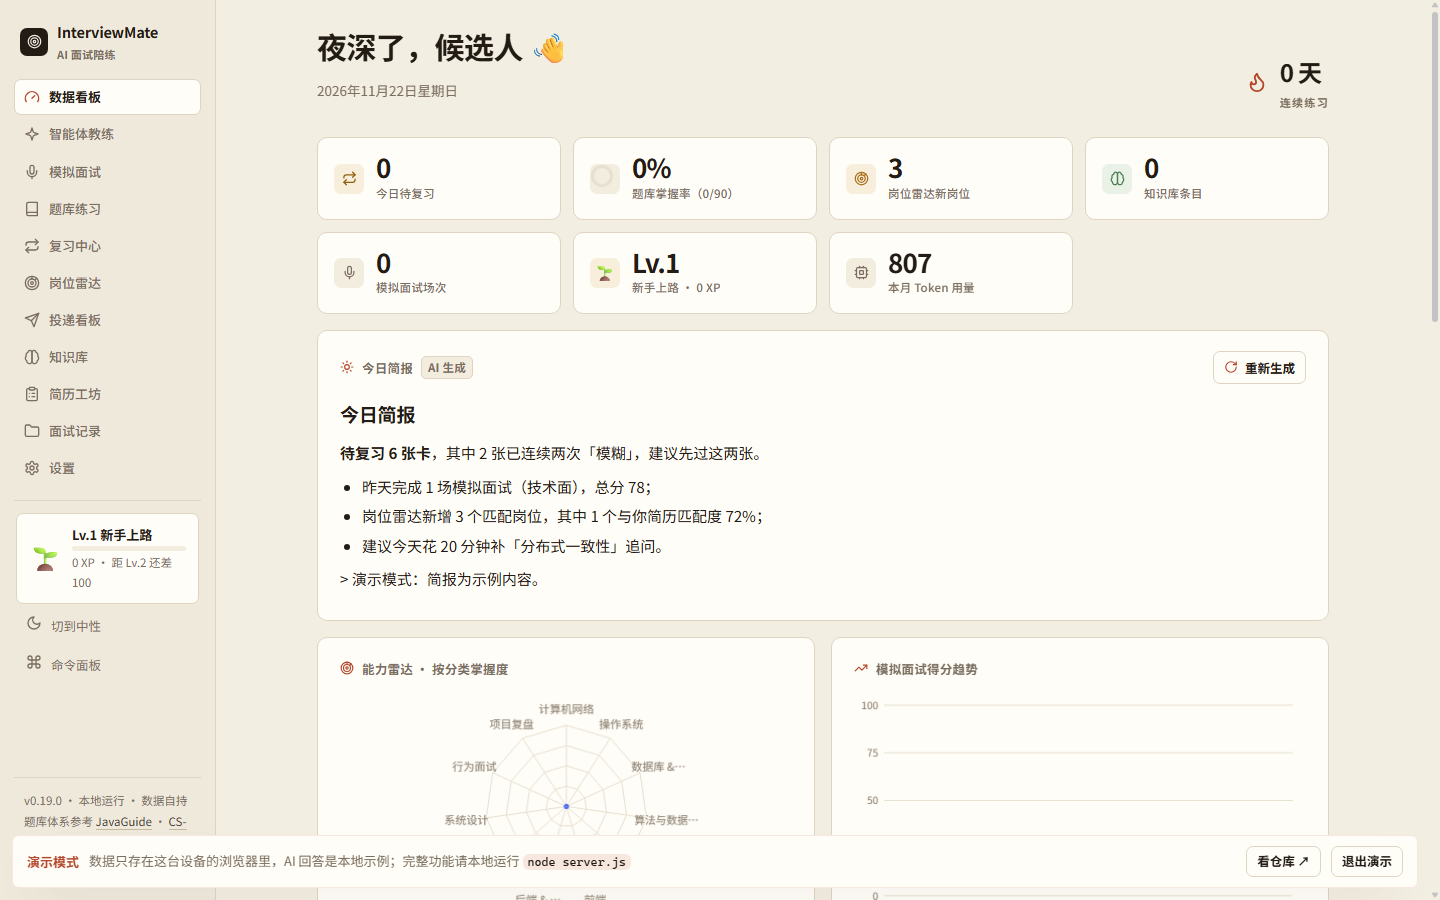 InterviewMate
AI 面试陪练
数据看板
智能体教练
模拟面试
题库练习
复习中心
岗位雷达
投递看板
知识库
简历工坊
面试记录
设置
Lv.1 新手上路
0 XP · 距 Lv.2 还差
100
切到中性
命令面板
v0.19.0 · 本地运行 · 数据自持
题库体系参考 JavaGuide · CS-
夜深了，候选人 👋
2026年11月22日星期日
0 天
连续练习
0
今日待复习
0%
题库掌握率（0/90）
3
岗位雷达新岗位
0
知识库条目
0
模拟面试场次
Lv.1
新手上路 · 0 XP
807
本月 Token 用量
今日简报 AI 生成
重新生成
今日简报
待复习 6 张卡，其中 2 张已连续两次「模糊」，建议先过这两张。
昨天完成 1 场模拟面试（技术面），总分 78；
岗位雷达新增 3 个匹配岗位，其中 1 个与你简历匹配度 72%；
建议今天花 20 分钟补「分布式一致性」追问。
> 演示模式：简报为示例内容。
能力雷达 · 按分类掌握度
计算机网络
项目复盘
操作系统
行为面试
数据库 &…
系统设计
算法与数据…
模拟面试得分趋势
100
75
50
0
演示模式 数据只存在这台设备的浏览器里，AI 回答是本地示例；完整功能请本地运行 node server.js
看仓库 ↗
退出演示